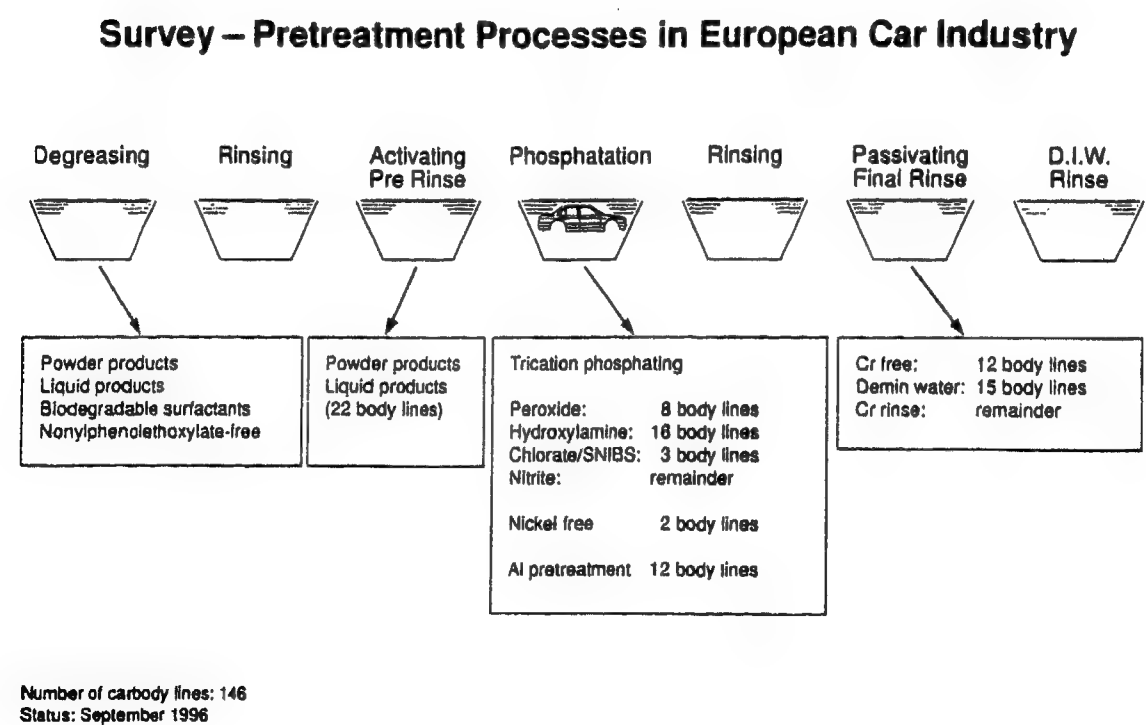 Survey – Pretreatment Processes in European Car Industry
Degreasing
Rinsing
Activating
Pre Rinse
Phosphatation
Rinsing
Passivating
Final Rinse
D.I.W.
Rinse
Powder products
Liquid products
Biodegradable surfactants
Nonylphenolethoxylate-free
Powder products
Liquid products
(22 body lines)
Trication phosphating
Peroxide: 8 body lines
Hydroxylamine: 16 body lines
Chlorate/SNIBS: 3 body lines
Nitrite: remainder
Nickel free 2 body lines
Al pretreatment 12 body lines
Cr free: 12 body lines
Demin water: 15 body lines
Cr rinse: remainder
Number of carbody lines: 146
Status: September 1996